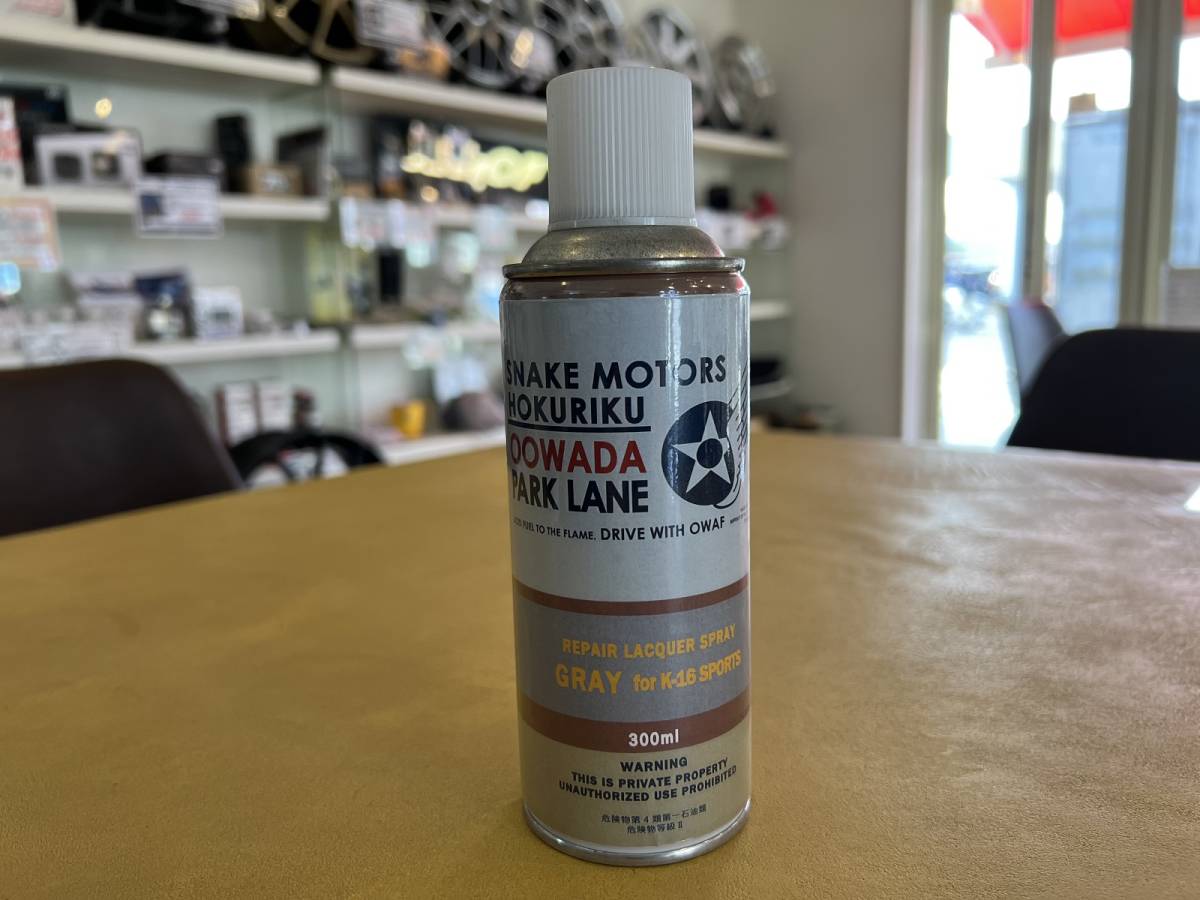 SNAKE MOTORS
HOKURIKU
OOWADA
PARK LANE
FUEL TO THE FLAME. DRIVE WITH OWAF
REPAIR LACQUER SPRAY
GRAY for K-16 SPORTS
300ml
WARNING
THIS IS PRIVATE PROPERTY
UNAUTHORIZED USE PROHIBITED
危険物第4類第一石油類
危険物等級Ⅱ